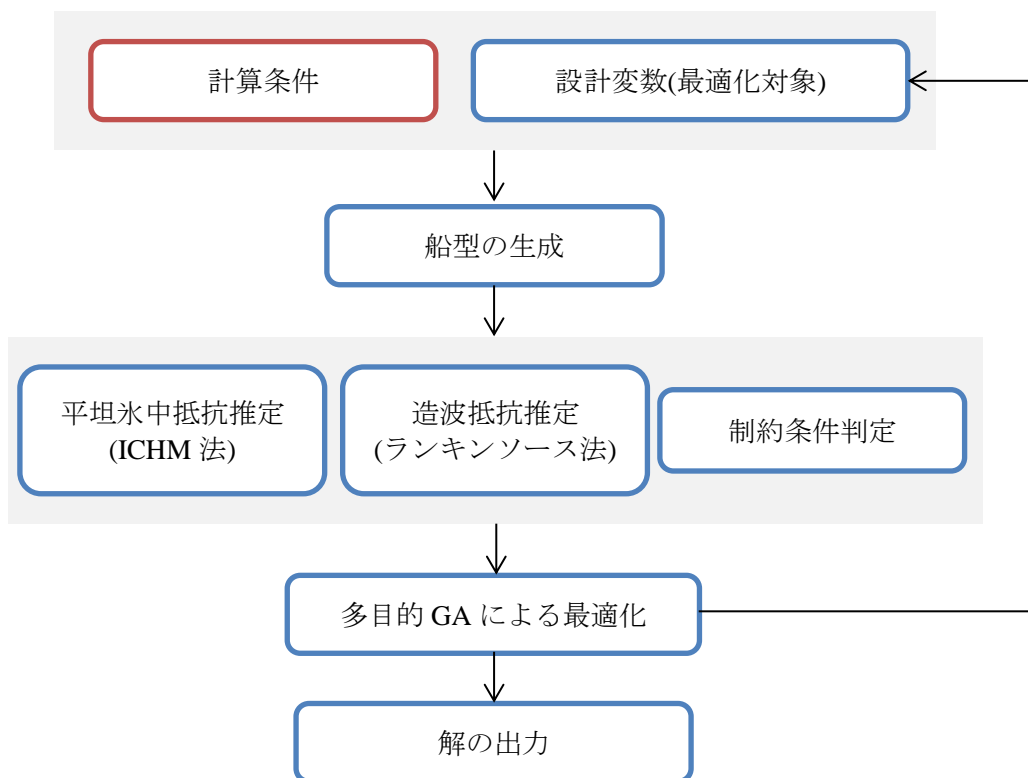 計算条件
設計変数(最適化対象)
船型の生成
平坦氷中抵抗推定
(ICHM 法)
造波抵抗推定
(ランキンソース法)
制約条件判定
多目的 GA による最適化
解の出力